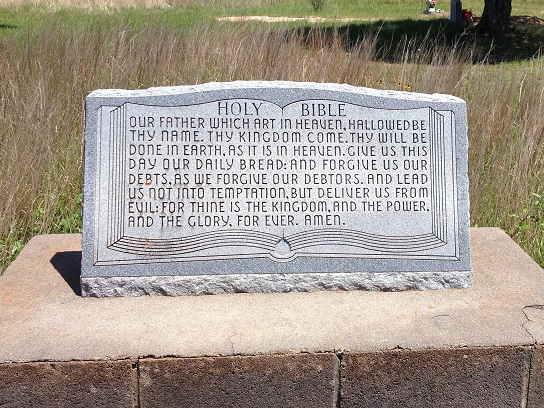 HOLY BIBLE
OUR FATHER WHICH ART IN HEAVEN, HALLOWED BE
THY NAME. THY KINGDOM COME. THY WILL BE
DONE IN EARTH, AS IT IS IN HEAVEN. GIVE US THIS
DAY OUR DAILY BREAD: AND FORGIVE US OUR
DEBTS, AS WE FORGIVE OUR DEBTORS. AND LEAD
US NOT INTO TEMPTATION, BUT DELIVER US FROM
EVIL: FOR THINE IS THE KINGDOM, AND THE POWER,
AND THE GLORY, FOR EVER. AMEN.